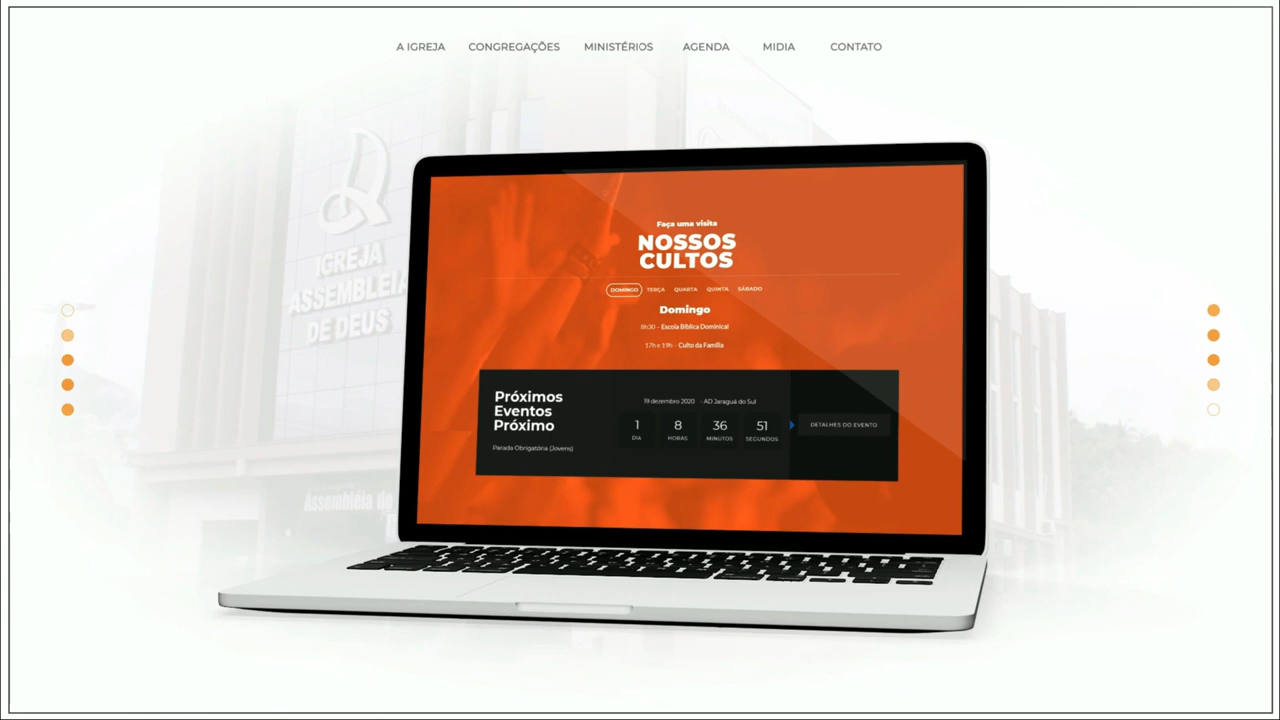 A IGREJA CONGREGAÇÕES MINISTÉRIOS AGENDA MIDIA CONTATO
IGREJA
ASSEMBLEIA
DE DEUS
Assembléia de
Faça uma visita
NOSSOS
CULTOS
DOMINGO TERÇA QUARTA QUINTA SÁBADO
Domingo
8h30 - Escola Bíblica Dominical
17h e 19h - Culto da Família
Próximos
Eventos
Próximo
Parada Obrigatória (Jovens)
19 dezembro 2020 - AD Jaraguá do Sul
1 8 36 51
DIA HORAS MINUTOS SEGUNDOS
DETALHES DO EVENTO